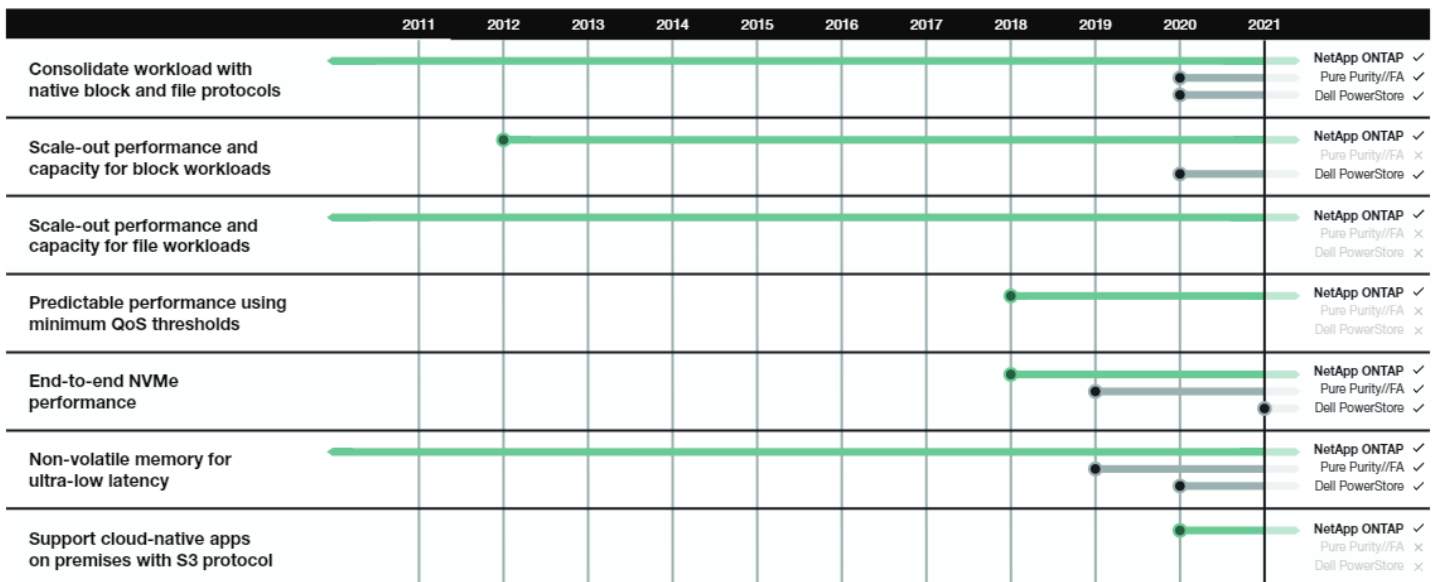 2011 2012 2013 2014 2015 2016 2017 2018 2019 2020 2021
Consolidate workload with
native block and file protocols
NetApp ONTAP ✓
Pure Purity//FA ✓
Dell PowerStore ✓
Scale-out performance and
capacity for block workloads
NetApp ONTAP ✓
Pure Purity//FA ×
Dell PowerStore ✓
Scale-out performance and
capacity for file workloads
NetApp ONTAP ✓
Pure Purity//FA ×
Dell PowerStore ×
Predictable performance using
minimum QoS thresholds
NetApp ONTAP ✓
Pure Purity//FA ×
Dell PowerStore ×
End-to-end NVMe
performance
NetApp ONTAP ✓
Pure Purity//FA ✓
Dell PowerStore ✓
Non-volatile memory for
ultra-low latency
NetApp ONTAP ✓
Pure Purity//FA ✓
Dell PowerStore ✓
Support cloud-native apps
on premises with S3 protocol
NetApp ONTAP ✓
Pure Purity//FA ×
Dell PowerStore ×